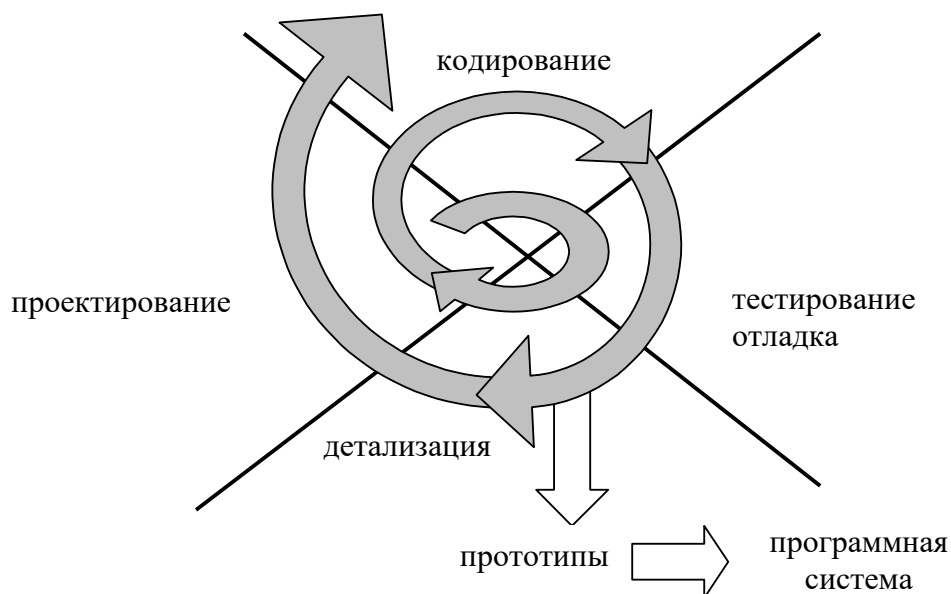 кодирование
проектирование
тестирование
отладка
детализация
прототипы
программная
система